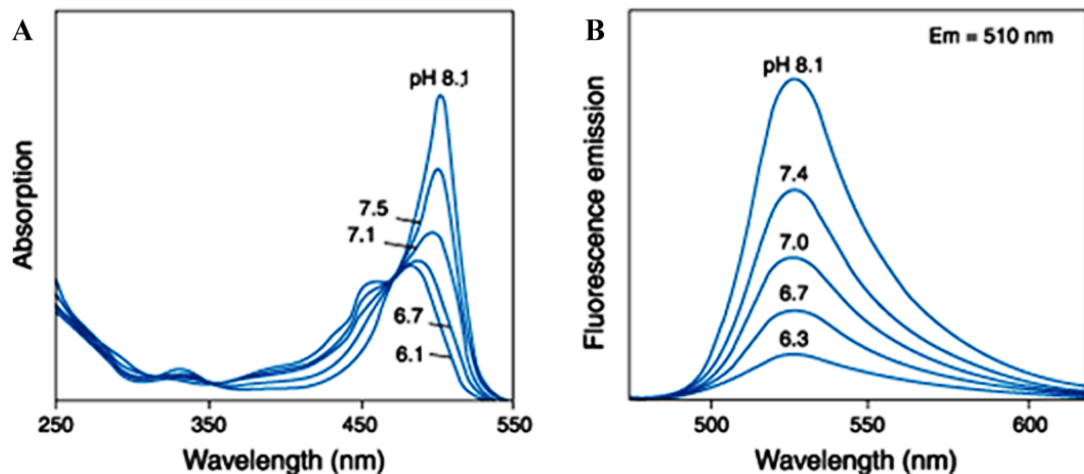 A
Absorption
pH 8.1
7.5
7.1
6.7
6.1
250
350
450
550
Wavelength (nm)
B
Em = 510 nm
Fluorescence emission
pH 8.1
7.4
7.0
6.7
6.3
500
550
600
Wavelength (nm)